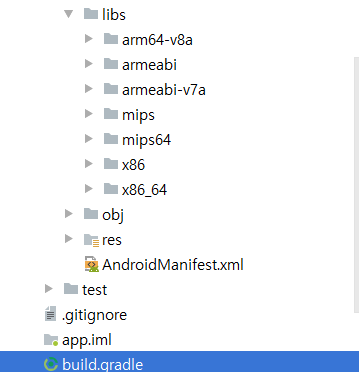 libs
arm64-v8a
armeabi
armeabi-v7a
mips
mips64
x86
x86_64
obj
res
AndroidManifest.xml
test
.gitignore
app.iml
build.gradle